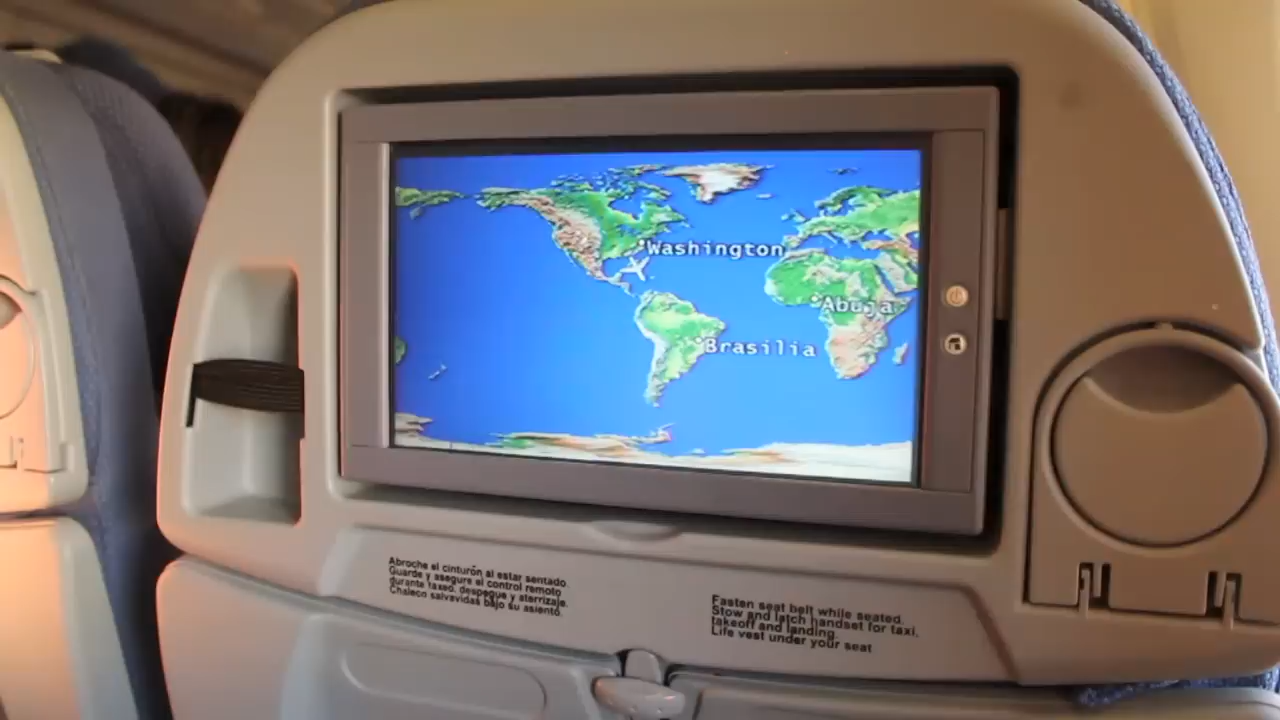 Washington
Abuja
Brasilia
Abroche el cinturón al estar sentado.
Guarde y asegure el control remoto
durante taxeo, despegue y aterrizaje.
Chaleco salvavidas bajo su asiento.
Fasten seat belt while seated.
Stow and latch handset for taxi,
takeoff and landing.
Life vest under your seat